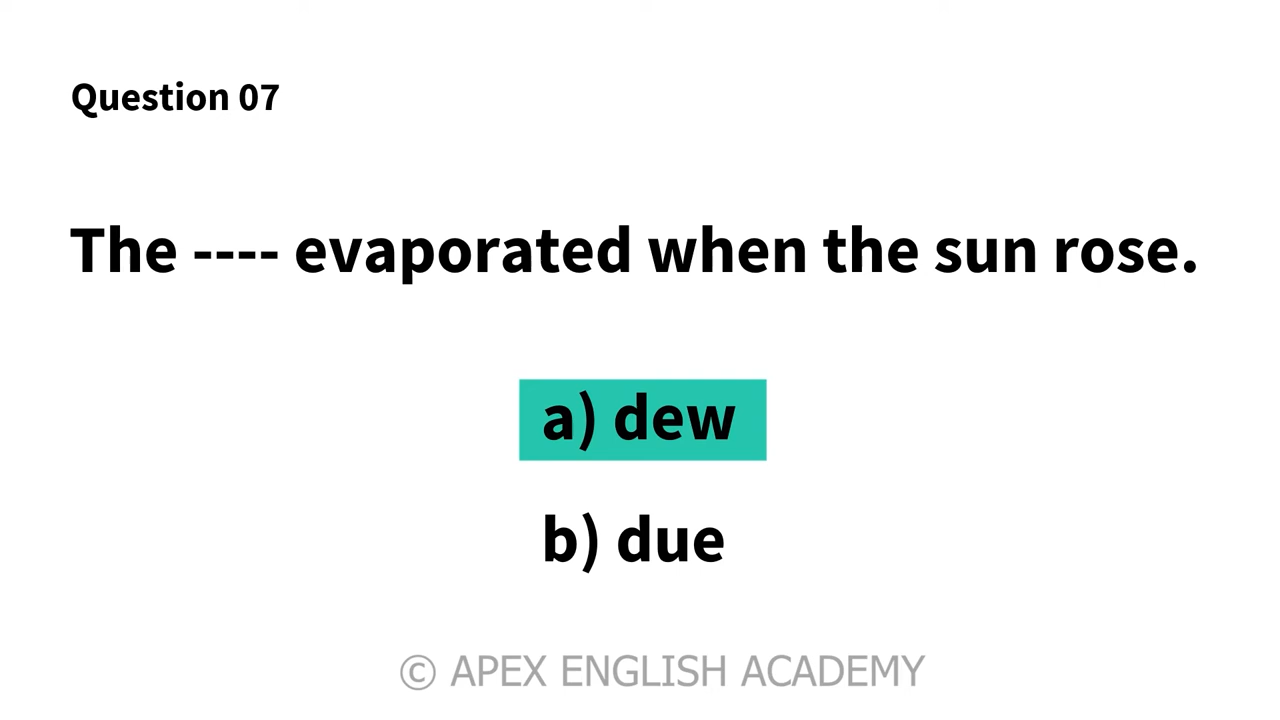 Question 07
The ---- evaporated when the sun rose.
a) dew
b) due
© APEX ENGLISH ACADEMY